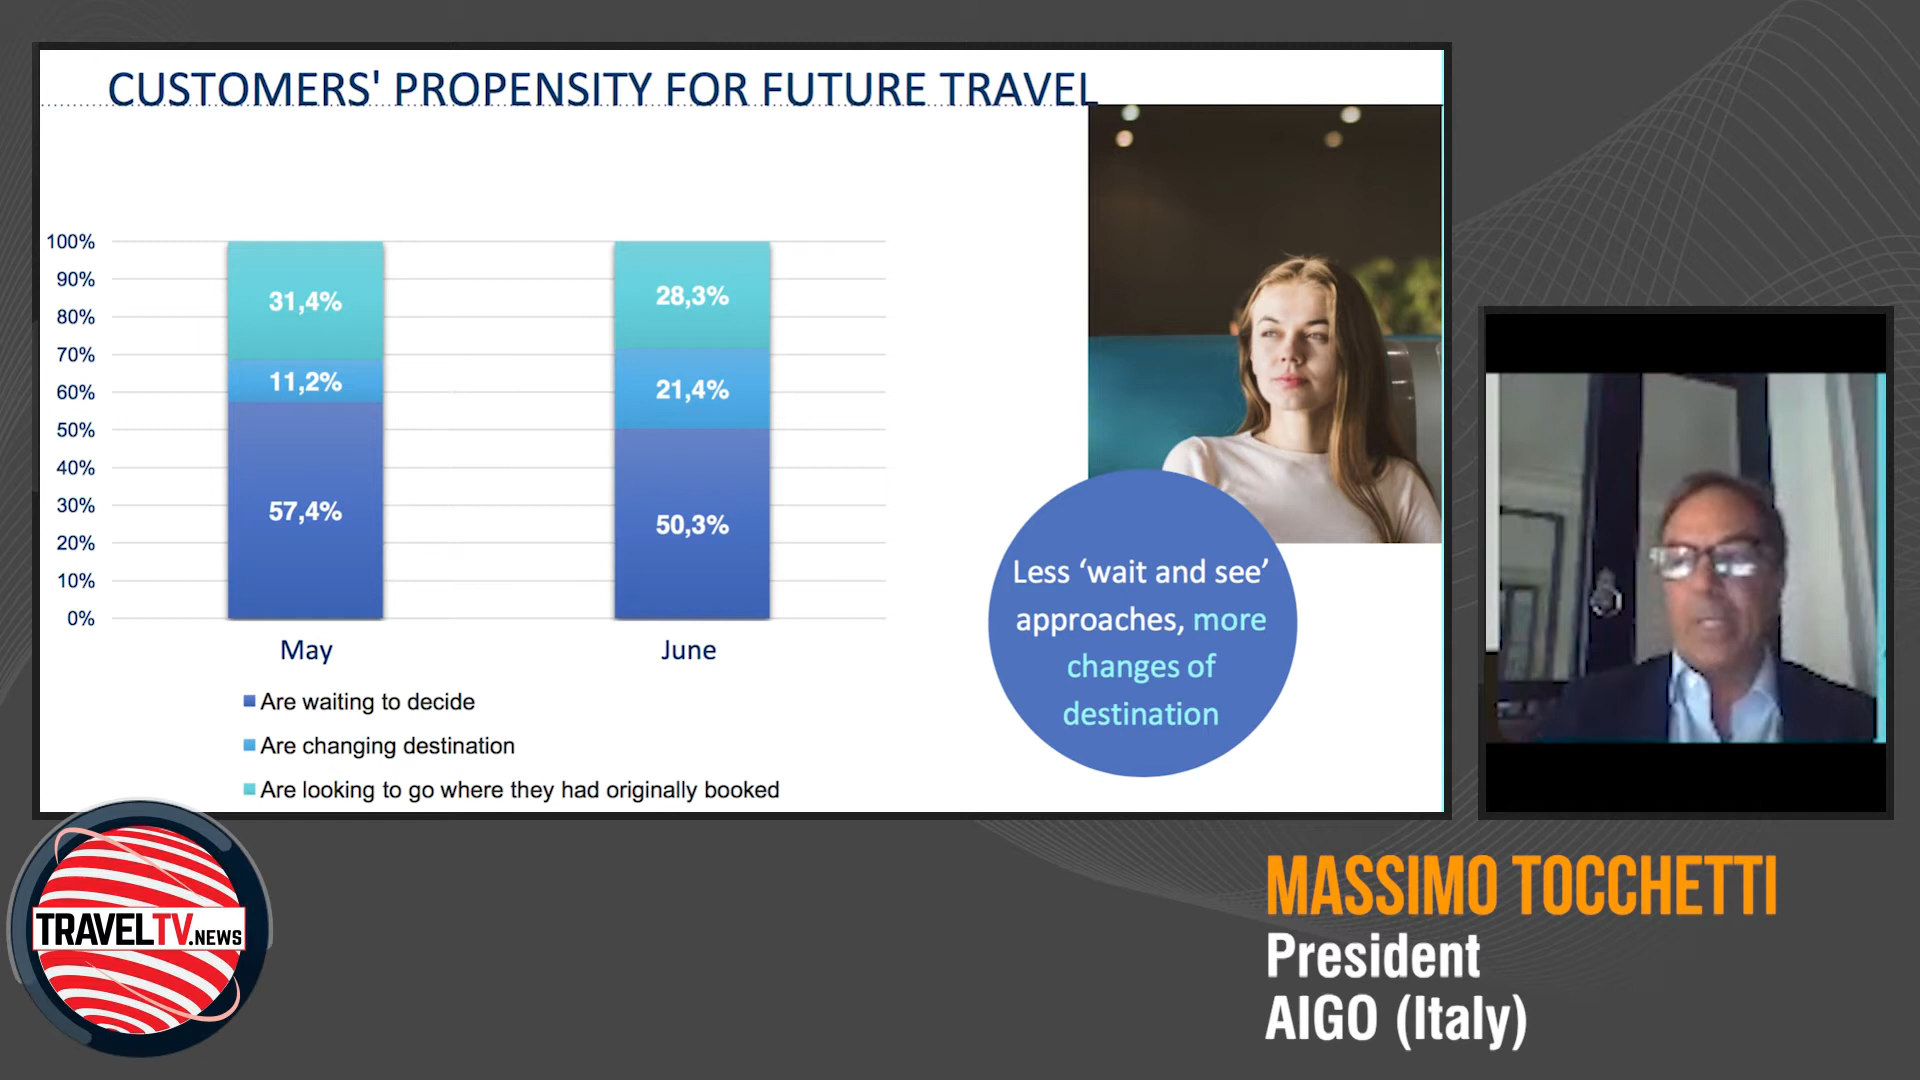 CUSTOMERS' PROPENSITY FOR FUTURE TRAVEL
100%
90%
80%
70%
60%
50%
40%
30%
20%
10%
0%
31,4%
11,2%
57,4%
28,3%
21,4%
50,3%
May
June
Are waiting to decide
Are changing destination
Are looking to go where they had originally booked
Less ‘wait and see’
approaches, more
changes of
destination
TRAVELTV.NEWS
MASSIMO TOCCHETTI
President
AIGO (Italy)